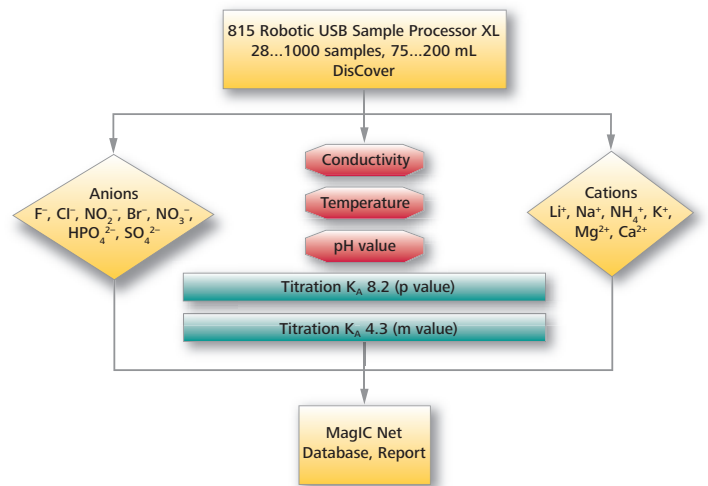 815 Robotic USB Sample Processor XL
28...1000 samples, 75...200 mL
DisCover
Anions
F⁻, Cl⁻, NO₂⁻, Br⁻, NO₃⁻,
HPO₄²⁻, SO₄²⁻
Conductivity
Temperature
pH value
Cations
Li⁺, Na⁺, NH₄⁺, K⁺,
Mg²⁺, Ca²⁺
Titration K_A 8.2 (p value)
Titration K_A 4.3 (m value)
MagIC Net
Database, Report